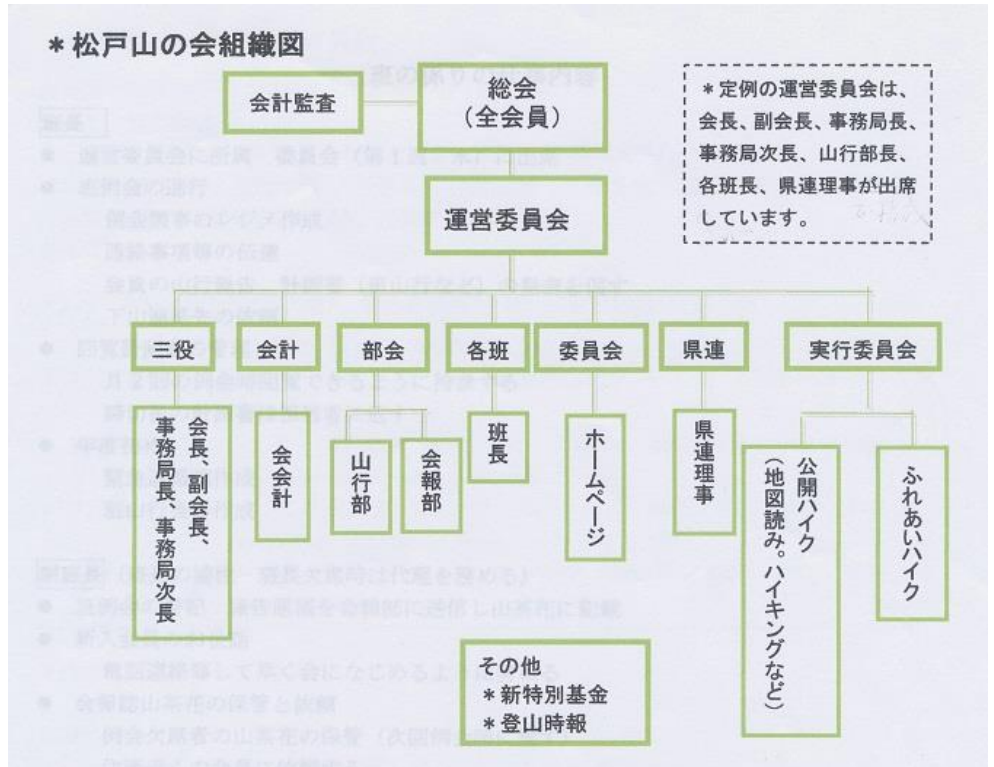 ＊松戸山の会組織図
会計監査
総会
（全会員）
＊定例の運営委員会は、
会長、副会長、事務局長、
事務局次長、山行部長、
各班長、県連理事が出席
しています。
運営委員会
三役
会計
部会
各班
委員会
県連
実行委員会
会長、副会長、
事務局長、事務局次長
会会計
山行部
会報部
班長
ホームページ
県連理事
公開ハイク
（地図読み。ハイキングなど）
ふれあいハイク
その他
＊新特別基金
＊登山時報